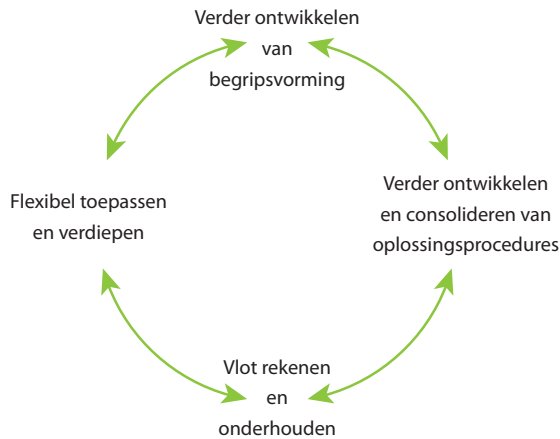 Verder ontwikkelen
van
begripsvorming
Flexibel toepassen
en verdiepen
Verder ontwikkelen
en consolideren van
oplossingsprocedures
Vlot rekenen
en
onderhouden